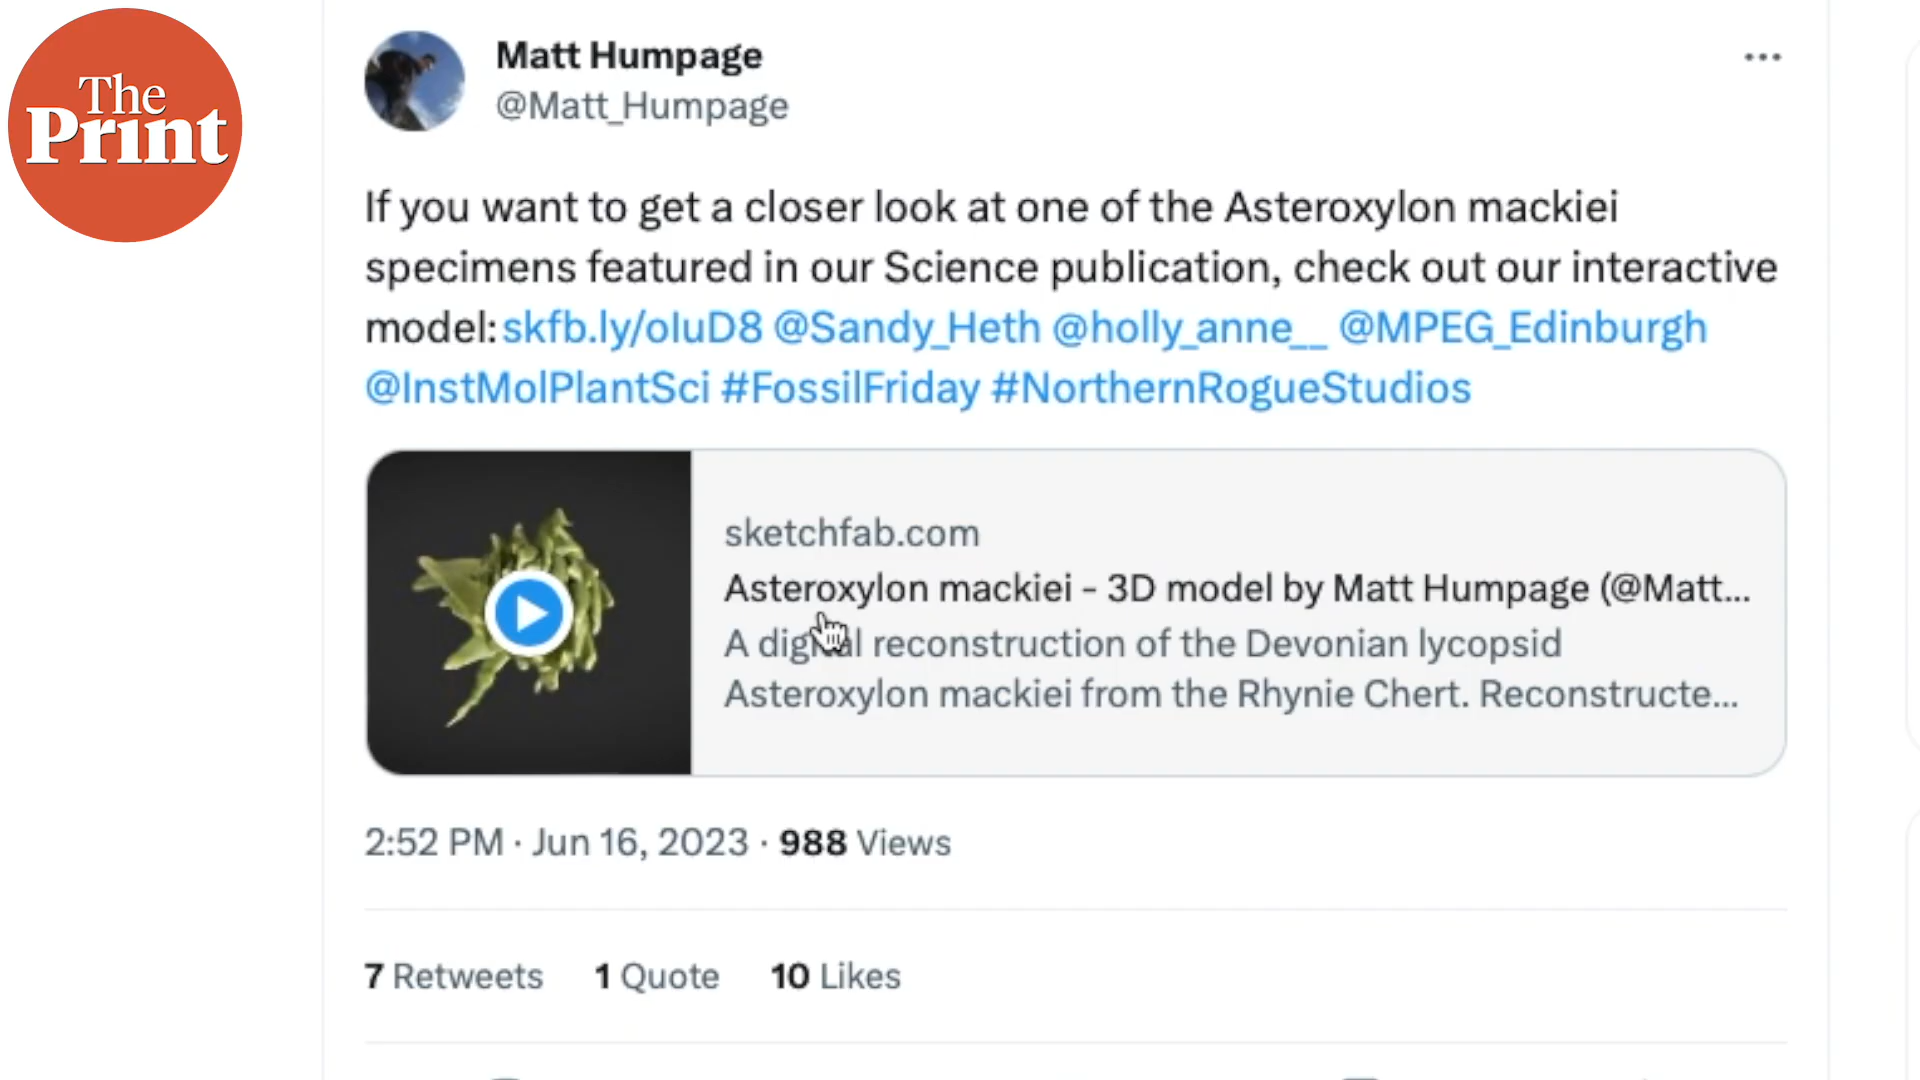 The
Print
Matt Humpage
@Matt_Humpage
If you want to get a closer look at one of the Asteroxylon mackiei
specimens featured in our Science publication, check out our interactive
model: skfb.ly/oIuD8 @Sandy_Heth @holly_anne__ @MPEG_Edinburgh
@InstMolPlantSci #FossilFriday #NorthernRogueStudios
sketchfab.com
Asteroxylon mackiei - 3D model by Matt Humpage (@Matt...
A digital reconstruction of the Devonian lycopsid
Asteroxylon mackiei from the Rhynie Chert. Reconstructe...
2:52 PM · Jun 16, 2023 · 988 Views
7 Retweets 1 Quote 10 Likes